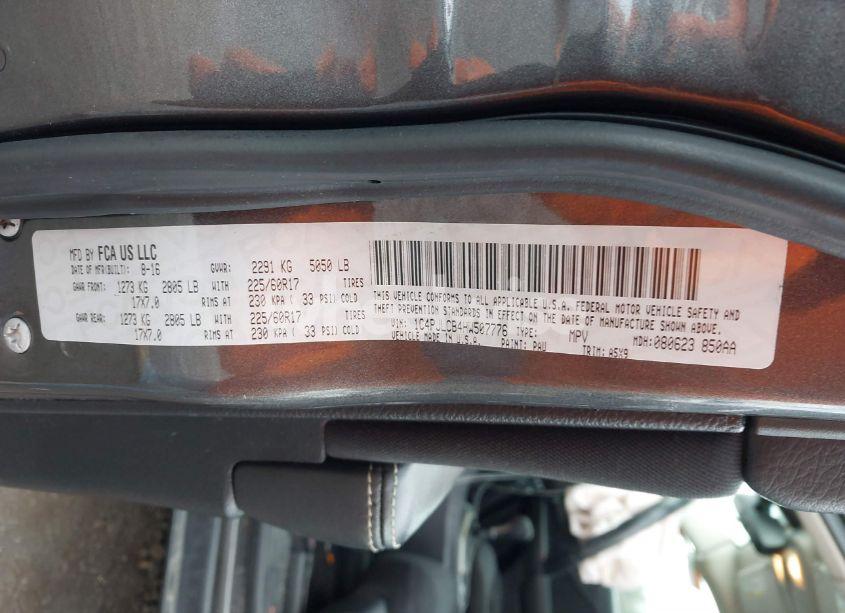 MFD BY FCA US LLC
DATE OF MFR(BUILT): 8-16 GVWR: 2291 KG 5050 LB
GAWR FRONT: 1273 KG 2805 LB WITH 225/60R17 TIRES
17X7.0 RIMS AT 230 KPA ( 33 PSI) COLD
GAWR REAR: 1273 KG 2805 LB WITH 225/60R17 TIRES
17X7.0 RIMS AT 230 KPA ( 33 PSI) COLD
THIS VEHICLE CONFORMS TO ALL APPLICABLE U.S.A. FEDERAL MOTOR VEHICLE SAFETY AND
THEFT PREVENTION STANDARDS IN EFFECT ON THE DATE OF MANUFACTURE SHOWN ABOVE.
VIN: 1C4PJLCB4HW507776 TYPE: MPV MDH:080623 850AA
VEHICLE MADE IN U.S.A. PAINT: PAU TRIM: A5X9